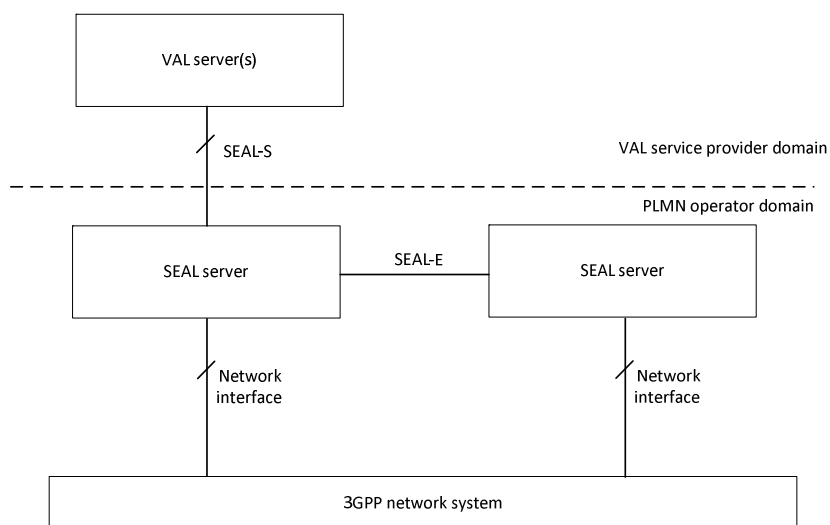 VAL server(s)
SEAL-S
VAL service provider domain
PLMN operator domain
SEAL server
SEAL-E
SEAL server
Network
interface
Network
interface
3GPP network system